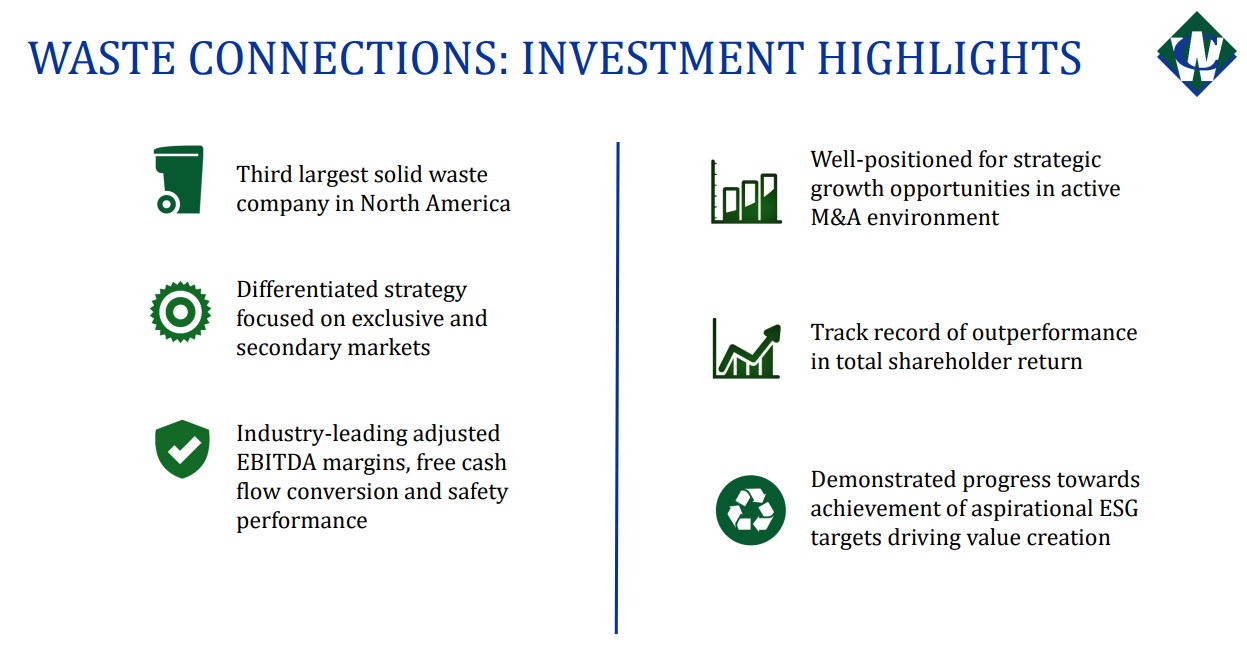 WASTE CONNECTIONS: INVESTMENT HIGHLIGHTS
WC
Third largest solid waste
company in North America
Differentiated strategy
focused on exclusive and
secondary markets
Industry-leading adjusted
EBITDA margins, free cash
flow conversion and safety
performance
Well-positioned for strategic
growth opportunities in active
M&A environment
Track record of outperformance
in total shareholder return
Demonstrated progress towards
achievement of aspirational ESG
targets driving value creation